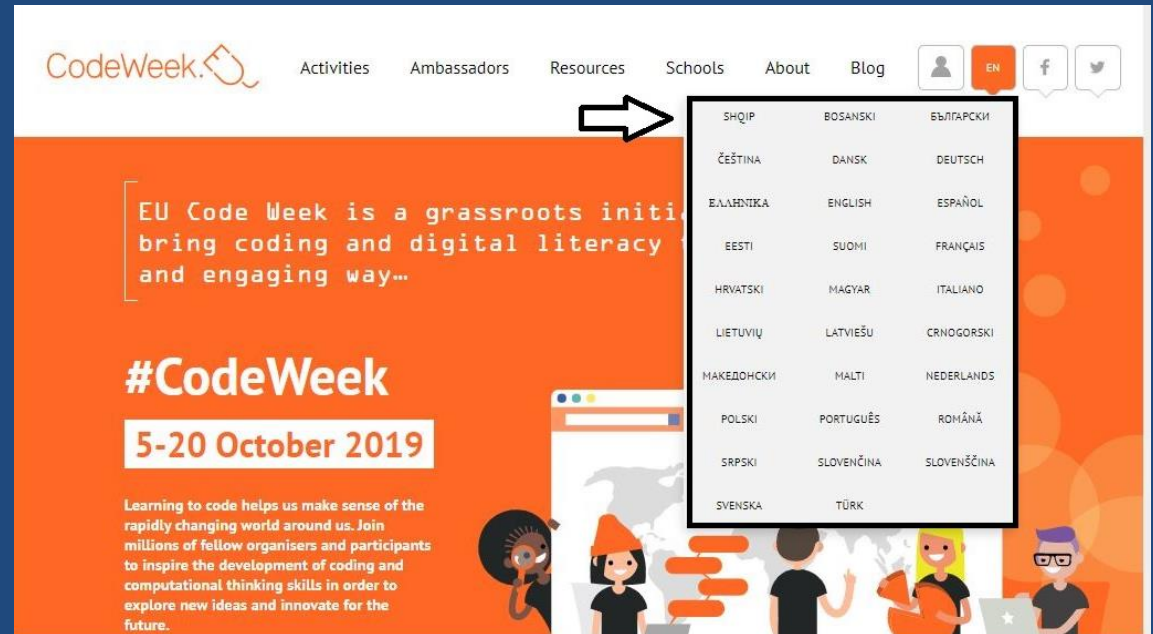 CodeWeek.
Activities Ambassadors Resources Schools About Blog EN
SHQIP BOSANSKI БЪЛГАРСКИ
ČEŠTINA DANSK DEUTSCH
ΕΛΛΗΝΙΚΑ ENGLISH ESPAÑOL
EESTI SUOMI FRANÇAIS
HRVATSKI MAGYAR ITALIANO
LIETUVIŲ LATVIEŠU CRNOGORSKI
МАКЕДОНСКИ MALTI NEDERLANDS
POLSKI PORTUGUÊS ROMÂNĂ
SRPSKI SLOVENČINA SLOVENŠČINA
SVENSKA TÜRK
EU Code Week is a grassroots
bring coding and digital literacy
and engaging way…
#CodeWeek
5-20 October 2019
Learning to code helps us make sense of the
rapidly changing world around us. Join
millions of fellow organisers and participants
to inspire the development of coding and
computational thinking skills in order to
explore new ideas and innovate for the
future.